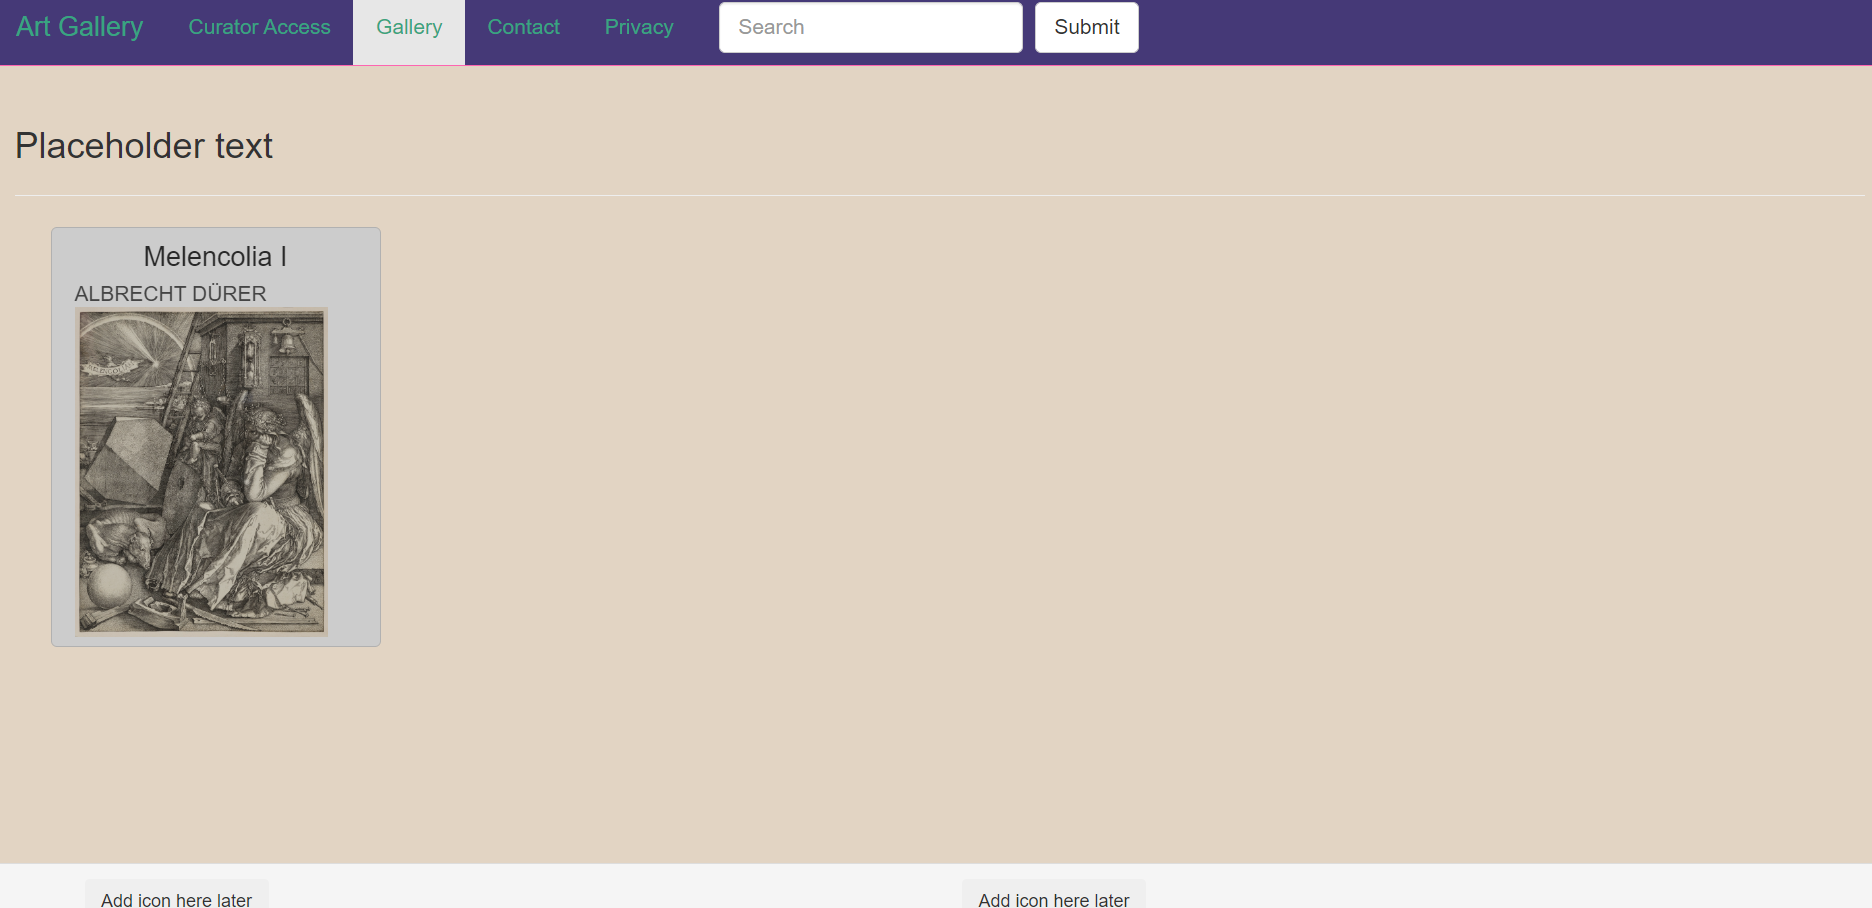 Art Gallery Curator Access Gallery Contact Privacy Search Submit
Placeholder text
Melencolia I
ALBRECHT DÜRER
Add icon here later Add icon here later